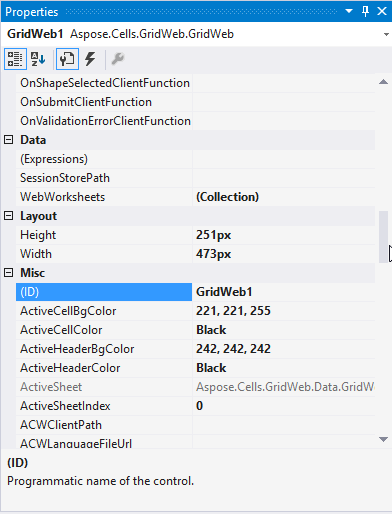 Properties
GridWeb1 Aspose.Cells.GridWeb.GridWeb
OnShapeSelectedClientFunction
OnSubmitClientFunction
OnValidationErrorClientFunction
Data
(Expressions)
SessionStorePath
WebWorksheets (Collection)
Layout
Height 251px
Width 473px
Misc
(ID) GridWeb1
ActiveCellBgColor 221, 221, 255
ActiveCellColor Black
ActiveHeaderBgColor 242, 242, 242
ActiveHeaderColor Black
ActiveSheet Aspose.Cells.GridWeb.Data.GridW
ActiveSheetIndex 0
ACWClientPath
ACWLanguageFileUrl
(ID)
Programmatic name of the control.